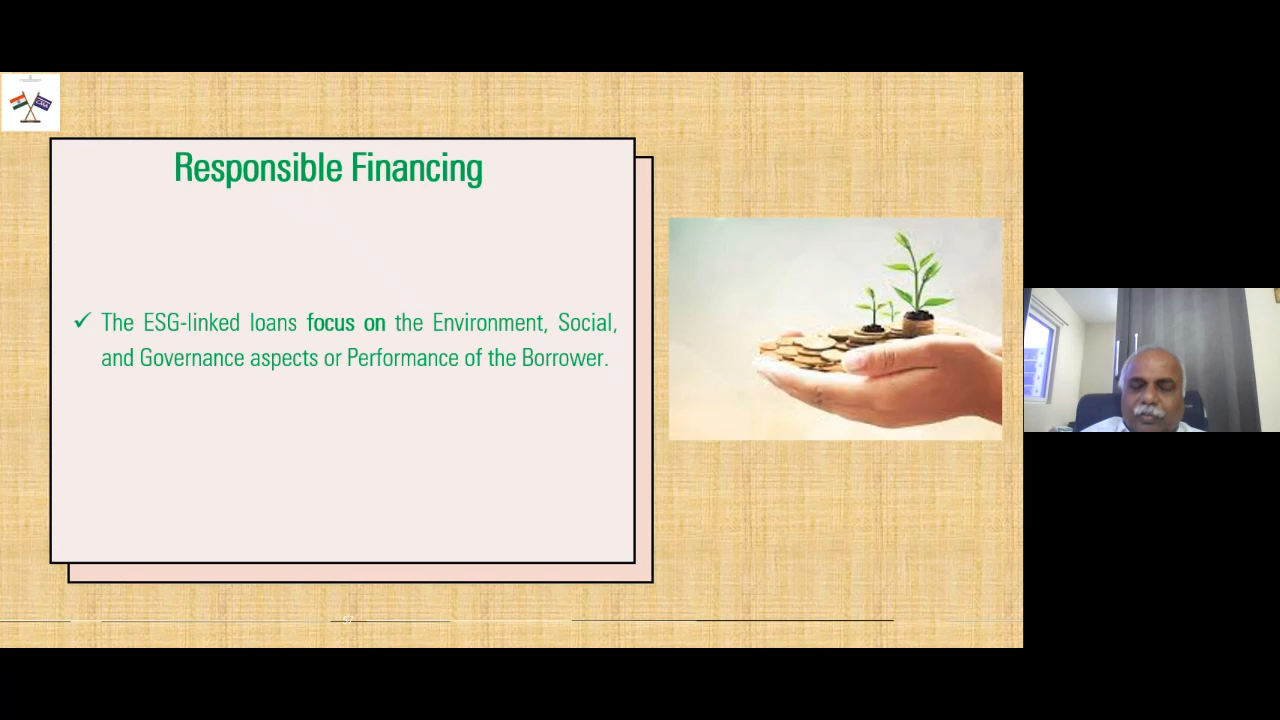 Responsible Financing
✓ The ESG-linked loans focus on the Environment, Social,
and Governance aspects or Performance of the Borrower.
57